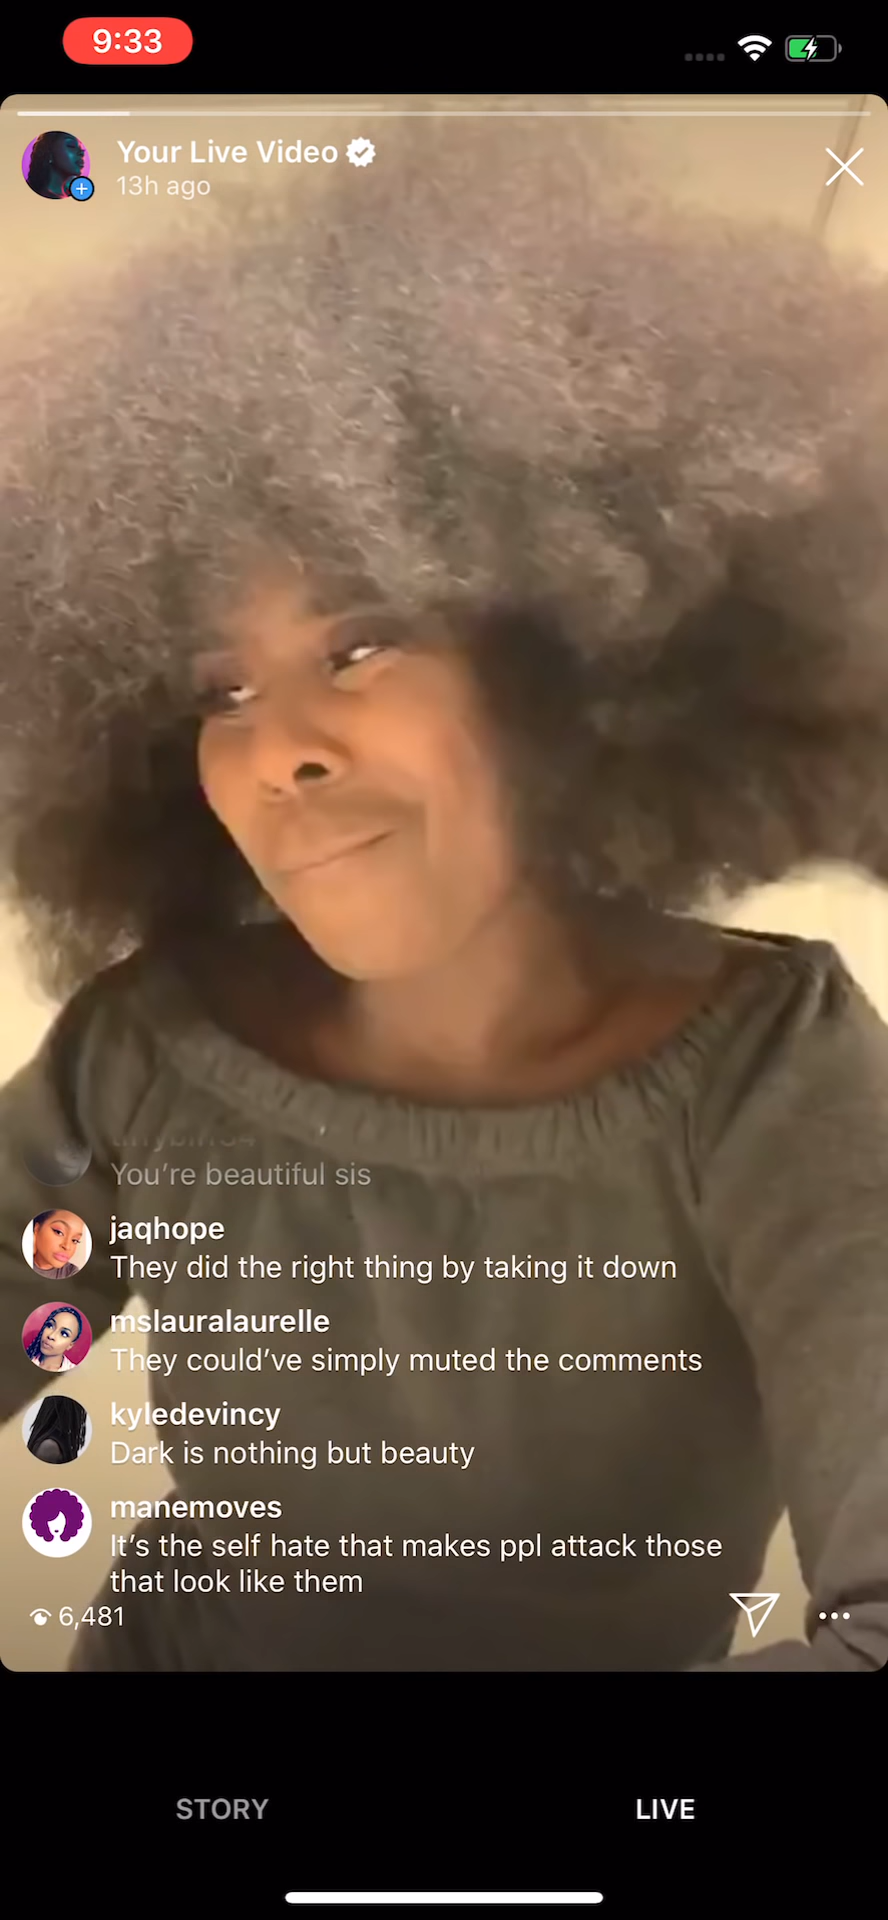 9:33
Your Live Video
13h ago
You're beautiful sis
jaqhope
They did the right thing by taking it down
mslauralaurelle
They could've simply muted the comments
kyledevincy
Dark is nothing but beauty
manemoves
It's the self hate that makes ppl attack those
that look like them
6,481
STORY
LIVE